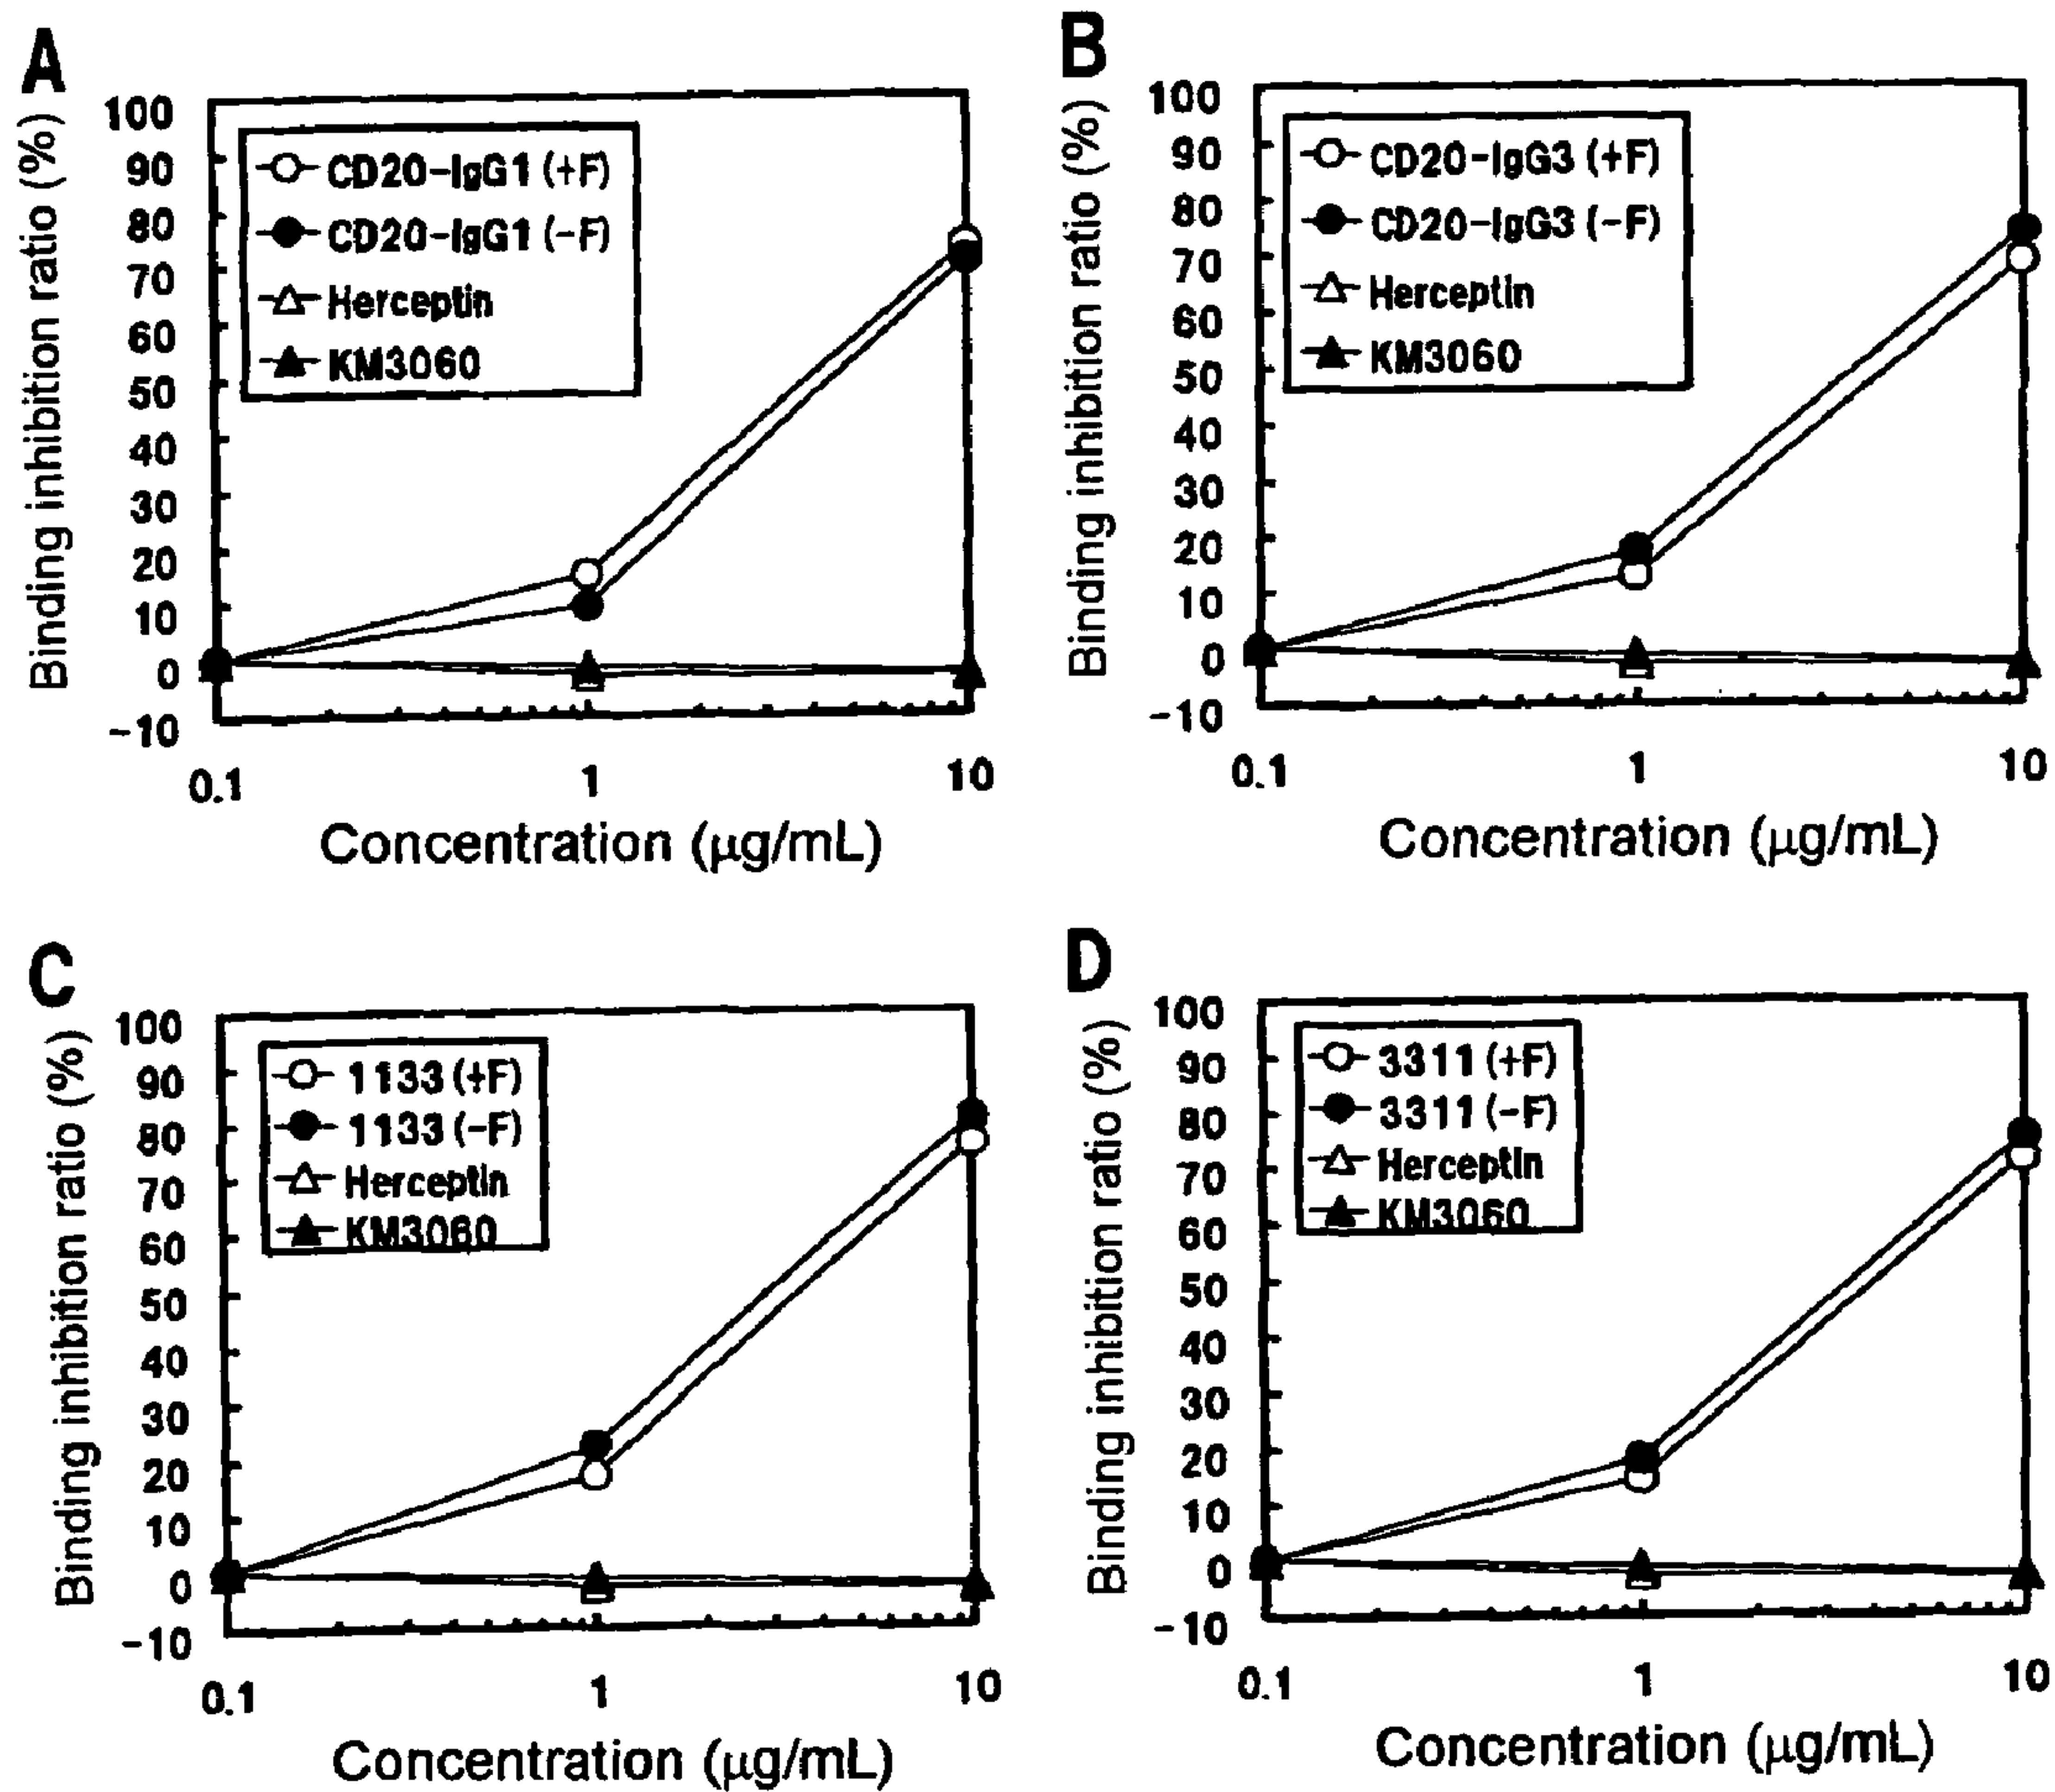 A
Binding inhibition ratio (%)
100
90
80
70
60
50
40
30
20
10
0
-10
CD20-IgG1 (+F)
CD20-IgG1 (-F)
Herceptin
KM3060
0.1
1
10
Concentration (μg/mL)
B
Binding inhibition ratio (%)
100
90
80
70
60
50
40
30
20
10
0
-10
CD20-IgG3 (+F)
CD20-IgG3 (-F)
Herceptin
KM3060
0.1
1
10
Concentration (μg/mL)
C
Binding inhibition ratio (%)
100
90
80
70
60
50
40
30
20
10
0
-10
1133 (+F)
1133 (-F)
Herceptin
KM3060
0.1
1
10
Concentration (μg/mL)
D
Binding inhibition ratio (%)
100
90
80
70
60
50
40
30
20
10
0
-10
3311 (+F)
3311 (-F)
Herceptin
KM3060
0.1
1
10
Concentration (μg/mL)